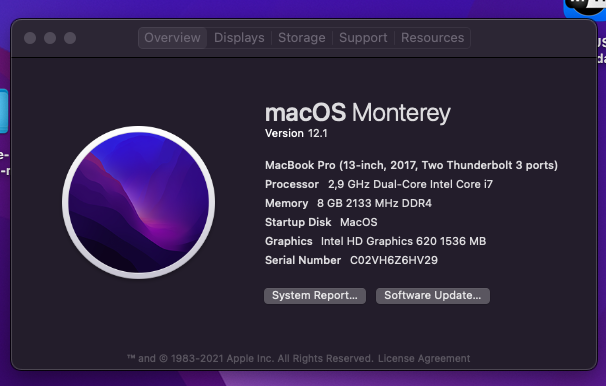 Overview Displays Storage Support Resources
macOS Monterey
Version 12.1
MacBook Pro (13-inch, 2017, Two Thunderbolt 3 ports)
Processor 2,9 GHz Dual-Core Intel Core i7
Memory 8 GB 2133 MHz DDR4
Startup Disk MacOS
Graphics Intel HD Graphics 620 1536 MB
Serial Number C02VH6Z6HV29
System Report... Software Update...
™ and © 1983-2021 Apple Inc. All Rights Reserved. License Agreement